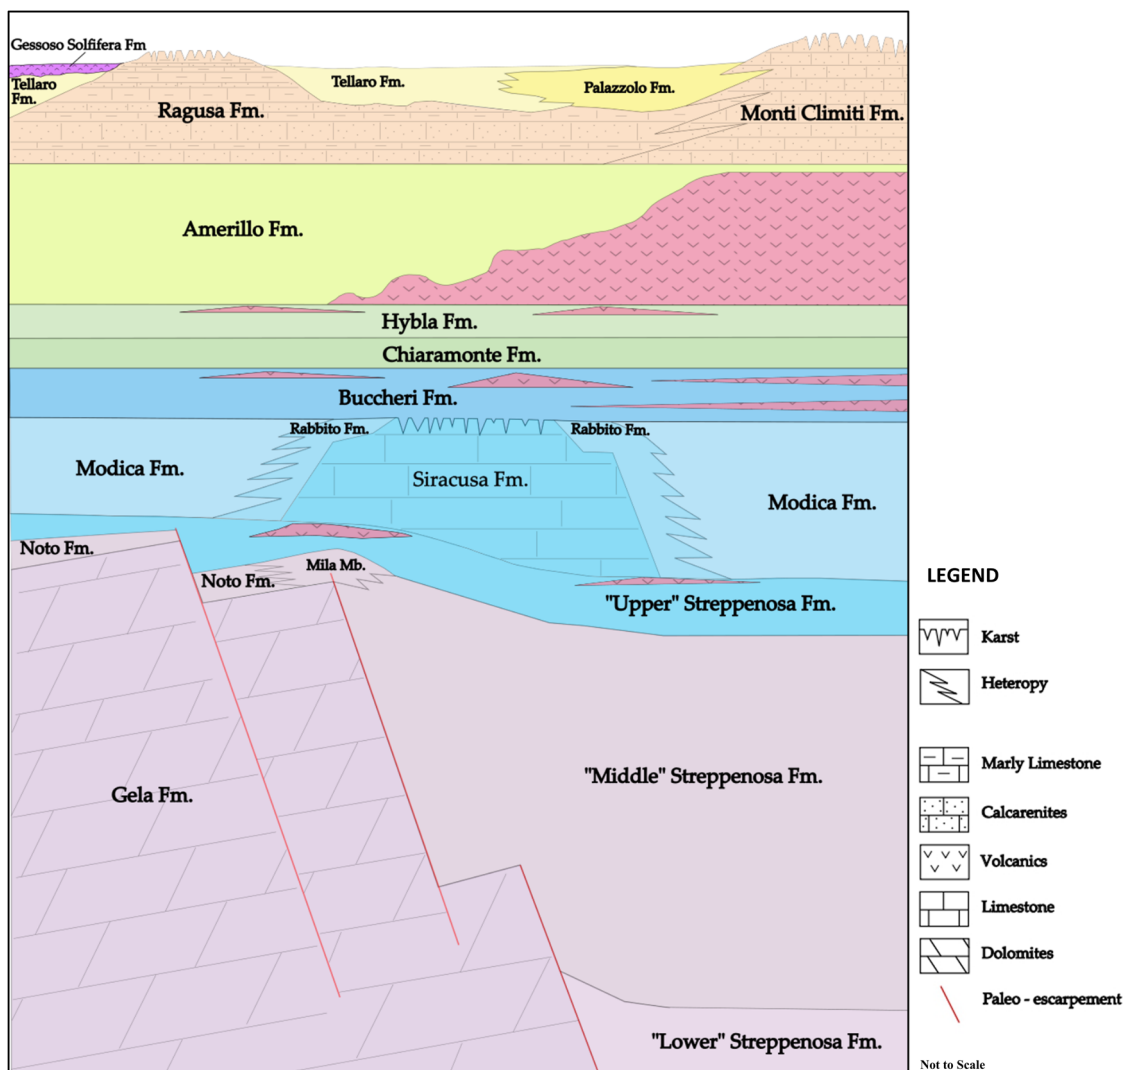 Gessoso Solfifera Fm
Tellaro
Fm.
Ragusa Fm.
Tellaro Fm.
Palazzolo Fm.
Monti Climiti Fm.
Amerillo Fm.
Hybla Fm.
Chiaramonte Fm.
Buccheri Fm.
Rabbito Fm.
Rabbito Fm.
Modica Fm.
Siracusa Fm.
Modica Fm.
Noto Fm.
Noto Fm.
Mila Mb.
"Upper" Streppenosa Fm.
"Middle" Streppenosa Fm.
Gela Fm.
"Lower" Streppenosa Fm.
LEGEND
Karst
Heteropy
Marly Limestone
Calcarenites
Volcanics
Limestone
Dolomites
Paleo - escarpement
Not to Scale